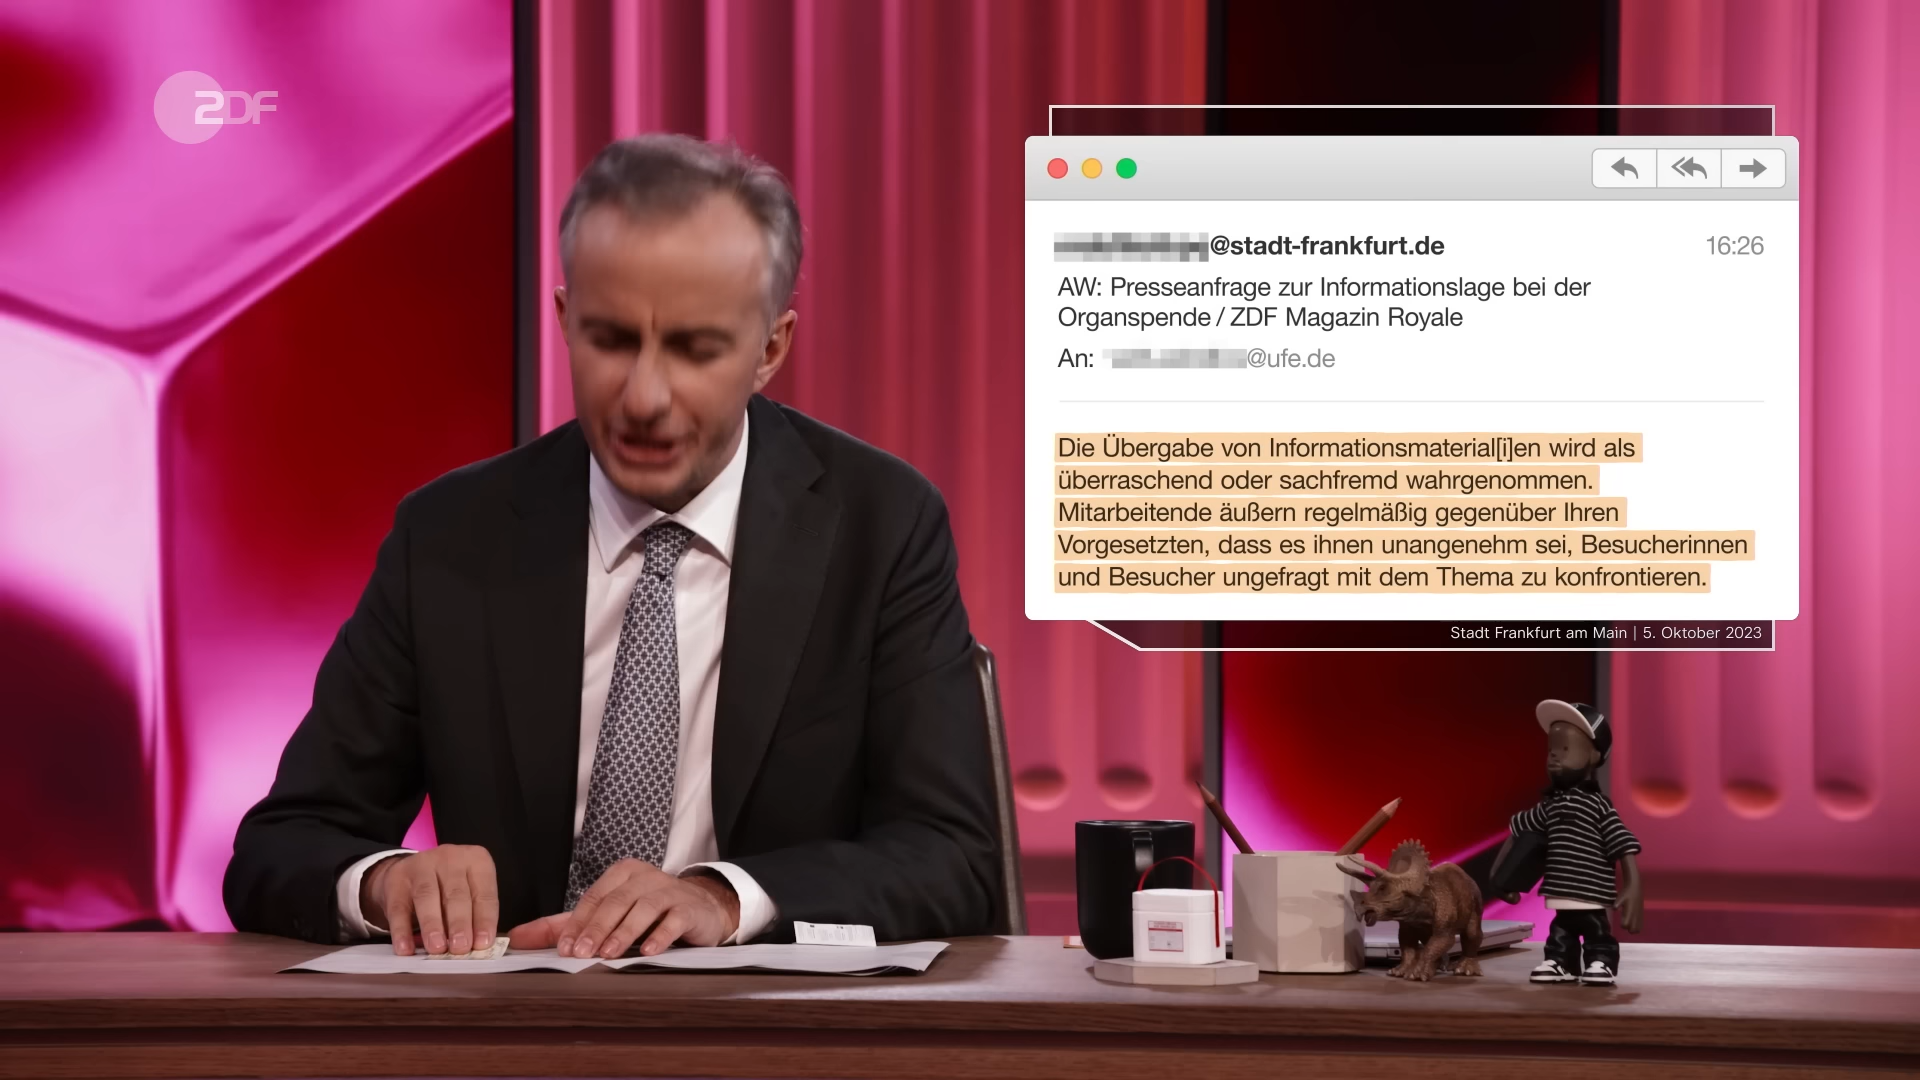 ZDF
@stadt-frankfurt.de
16:26
AW: Presseanfrage zur Informationslage bei der
Organspende / ZDF Magazin Royale
An: @ufe.de
Die Übergabe von Informationsmaterial[i]en wird als
überraschend oder sachfremd wahrgenommen.
Mitarbeitende äußern regelmäßig gegenüber Ihren
Vorgesetzten, dass es ihnen unangenehm sei, Besucherinnen
und Besucher ungefragt mit dem Thema zu konfrontieren.
Stadt Frankfurt am Main | 5. Oktober 2023